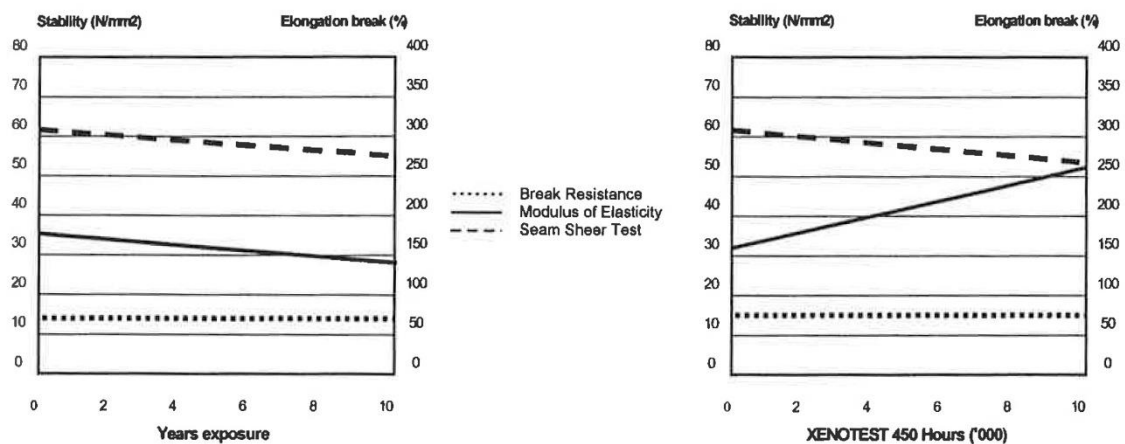 Stability (N/mm2) Elongation break (%)
80 400
70 350
60 300
50 250
40 200
30 150
20 100
10 50
0 0
0 2 4 6 8 10
Years exposure
Break Resistance
Modulus of Elasticity
Seam Sheer Test
Stability (N/mm2) Elongation break (%)
80 400
70 350
60 300
50 250
40 200
30 150
20 100
10 50
0 0
0 2 4 6 8 10
XENOTEST 450 Hours ('000)